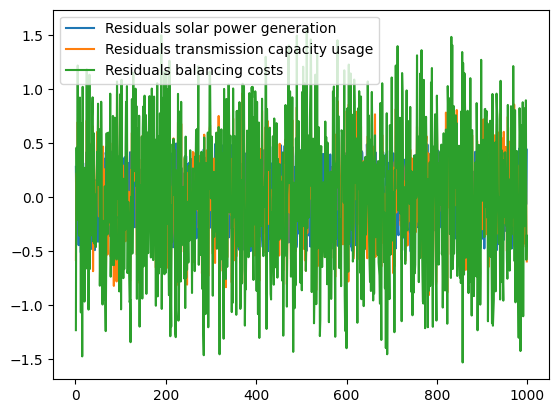 Residuals solar power generation
Residuals transmission capacity usage
Residuals balancing costs
1.5
1.0
0.5
0.0
−0.5
−1.0
−1.5
0 200 400 600 800 1000